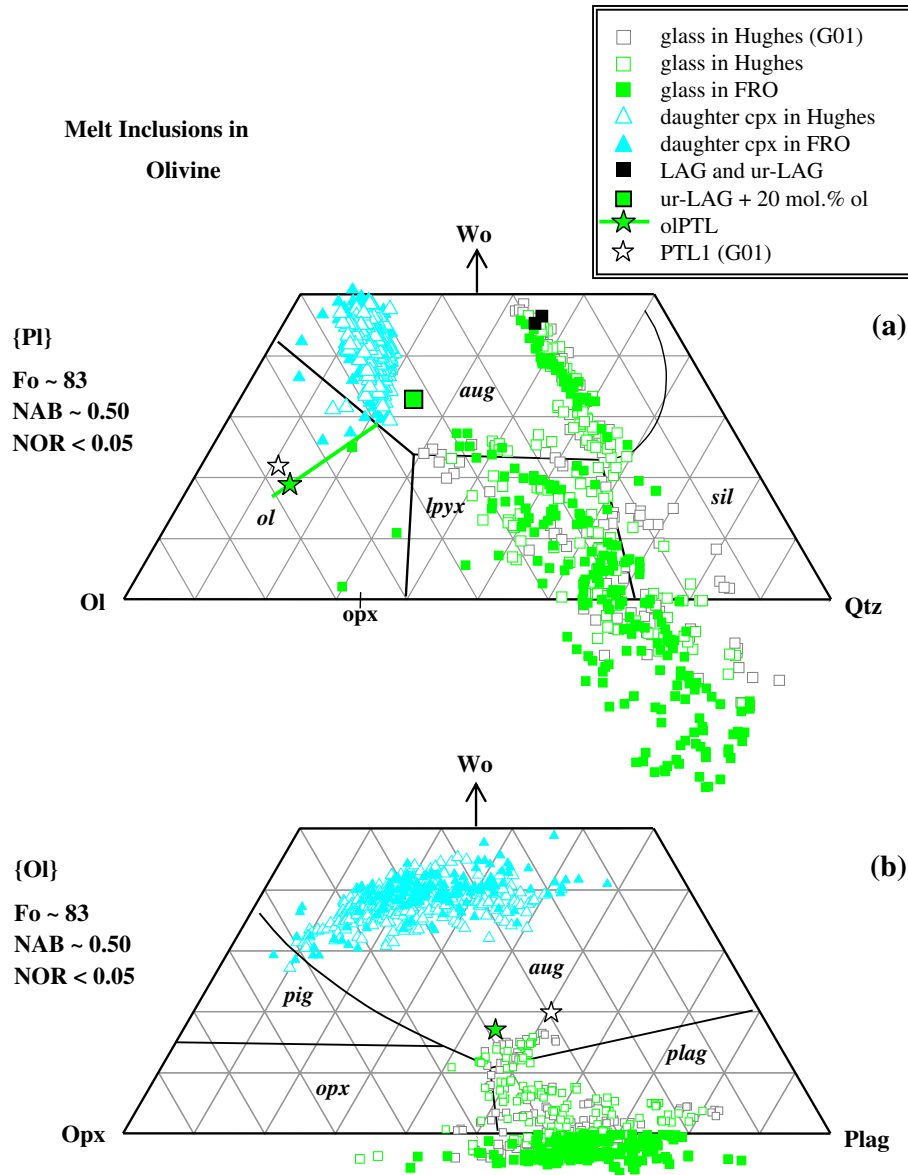 glass in Hughes (G01)
glass in Hughes
glass in FRO
daughter cpx in Hughes
daughter cpx in FRO
LAG and ur-LAG
ur-LAG + 20 mol.% ol
olPTL
PTL1 (G01)
Melt Inclusions in
Olivine
Wo
(a)
{Pl}
Fo ~ 83
NAB ~ 0.50
NOR < 0.05
aug
lpyx
sil
ol
Ol
opx
Qtz
Wo
(b)
{Ol}
Fo ~ 83
NAB ~ 0.50
NOR < 0.05
aug
pig
plag
opx
Opx
Plag